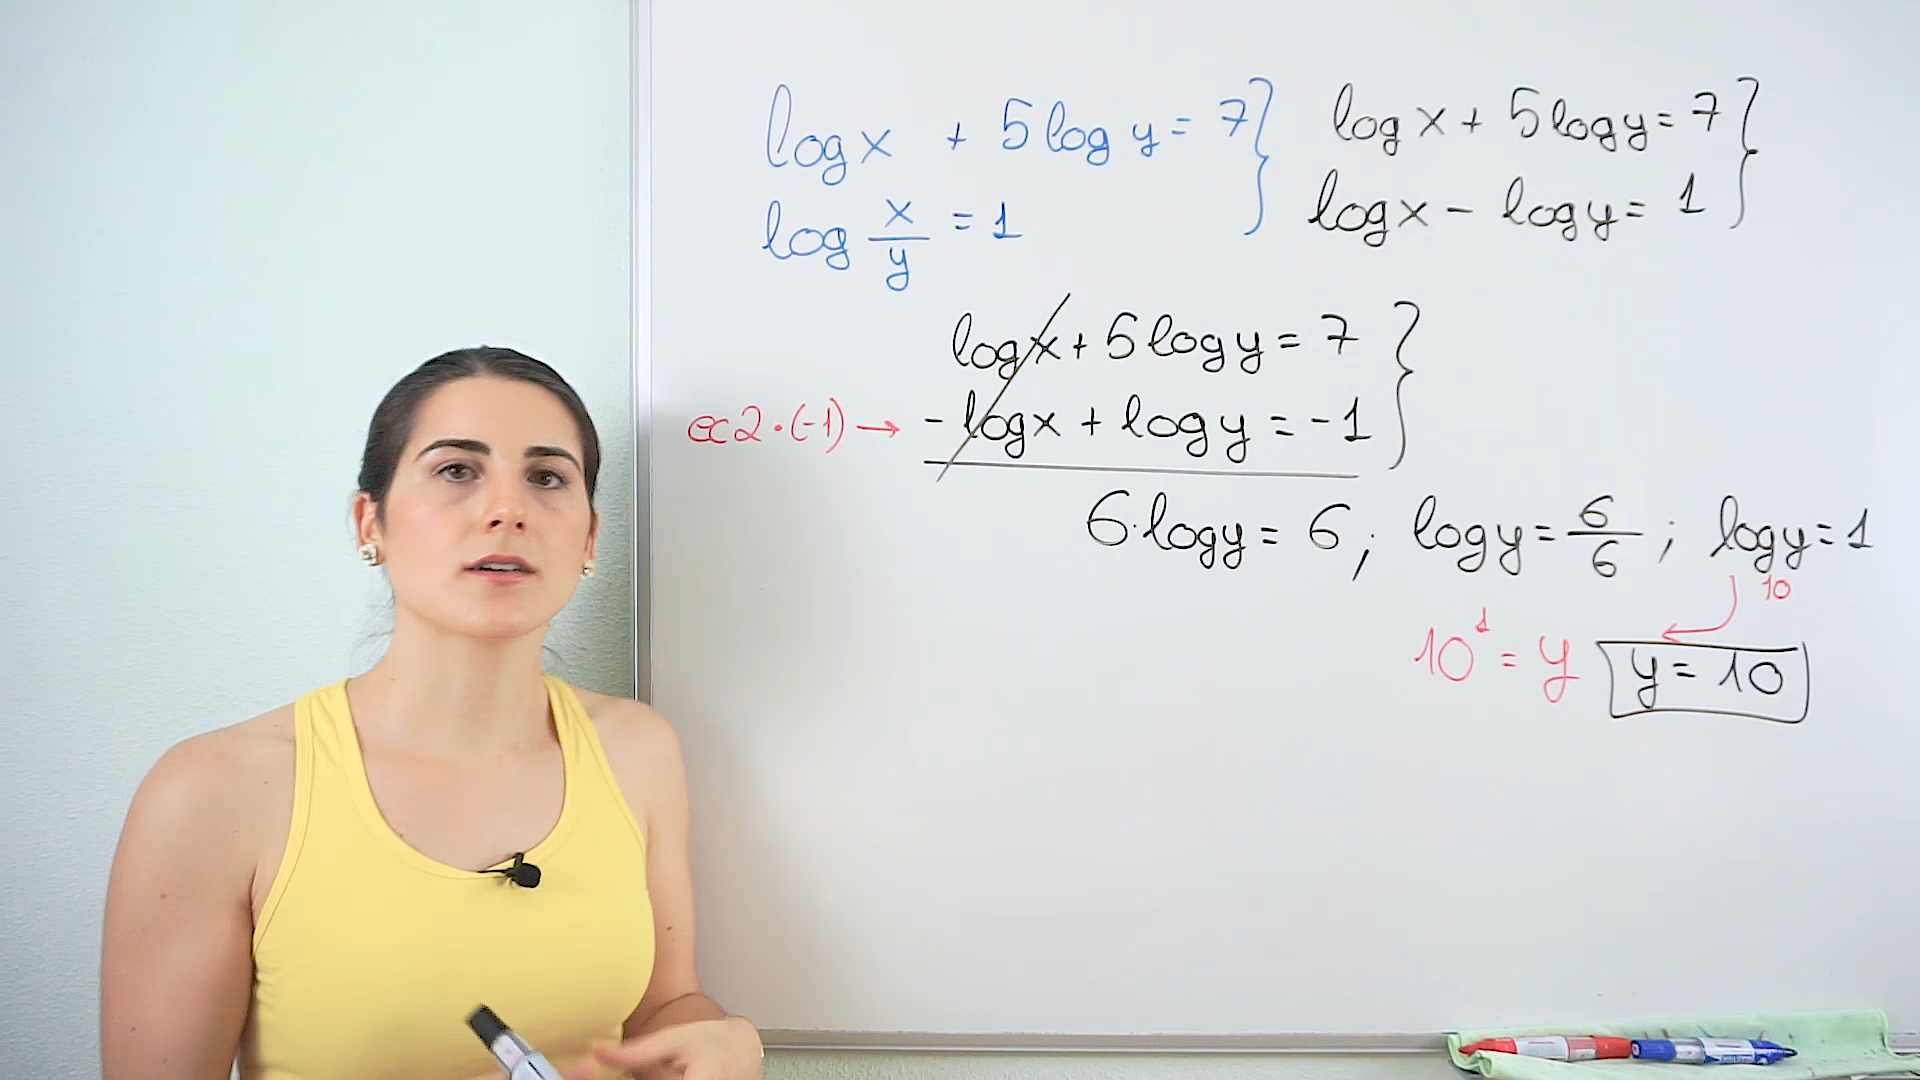 log x + 5 log y = 7
log x/y = 1
log x + 5 log y = 7
log x - log y = 1
log x + 5 log y = 7
ec2·(-1) → - log x + log y = -1
6·log y = 6; log y = 6/6; log y = 1
10
10¹ = y y = 10